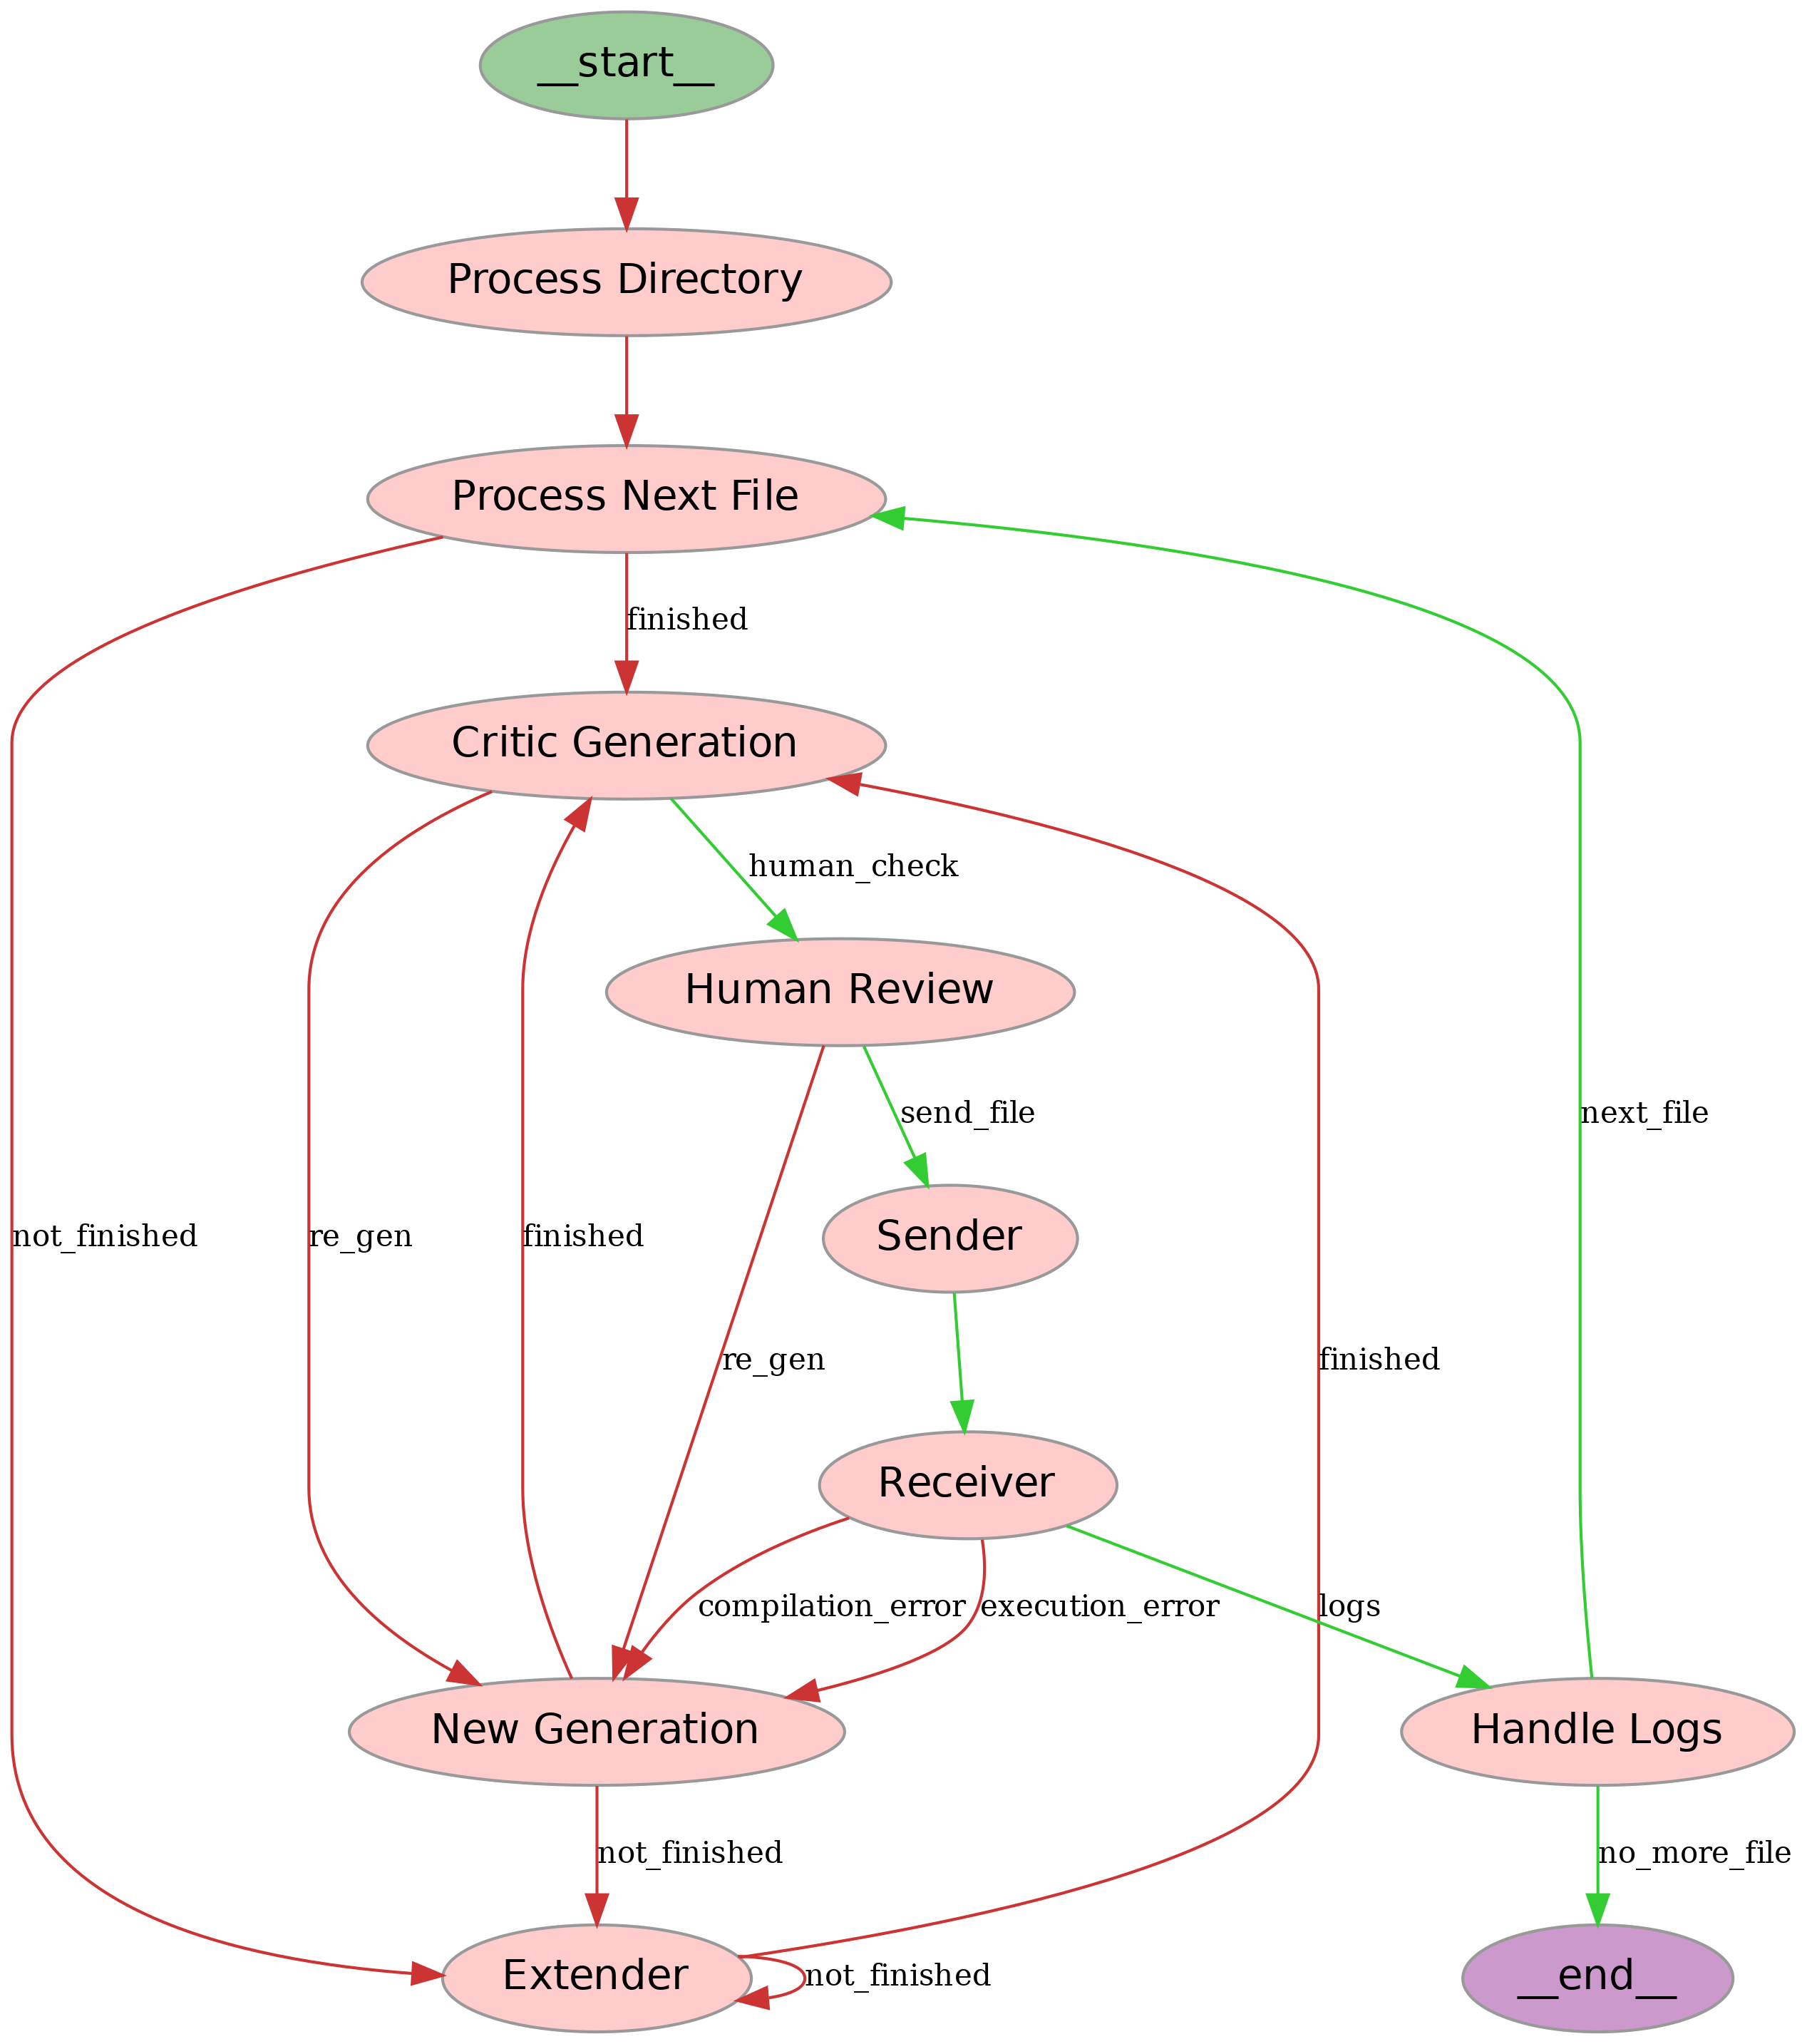 __start__
Process Directory
Process Next File
finished
Critic Generation
human_check
Human Review
send_file
next_file
not_finished
re_gen
finished
Sender
re_gen
finished
Receiver
compilation_error
execution_error
logs
New Generation
Handle Logs
not_finished
no_more_file
Extender
not_finished
__end__